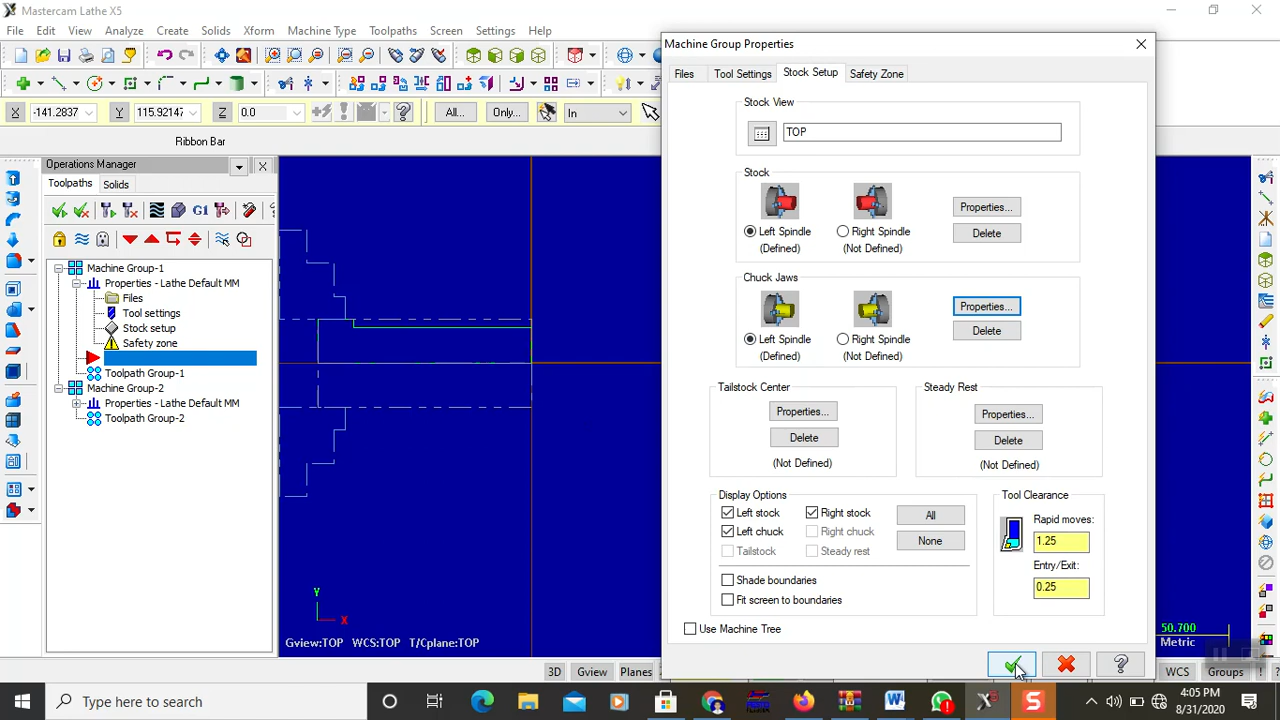 Mastercam Lathe X5
File Edit View Analyze Create Solids Xform Machine Type Toolpaths Screen Settings Help
X -141.2837 Y 115.92147 Z 0.0 All... Only... In
Ribbon Bar
Operations Manager
Toolpaths Solids
G1
Machine Group-1
Properties - Lathe Default MM
Files
Tool settings
Stock setup
Safety zone
Toolpath Group-1
Machine Group-2
Properties - Lathe Default MM
Toolpath Group-2
Y
X
Gview:TOP WCS:TOP T/Cplane:TOP
Machine Group Properties
Files Tool Settings Stock Setup Safety Zone
Stock View
TOP
Stock
Left Spindle Right Spindle
(Defined) (Not Defined)
Properties...
Delete
Chuck Jaws
Left Spindle Right Spindle
(Defined) (Not Defined)
Properties...
Delete
Tailstock Center
Properties...
Delete
(Not Defined)
Steady Rest
Properties...
Delete
(Not Defined)
Display Options
Left stock Right stock All
Left chuck Right chuck None
Tailstock Steady rest
Shade boundaries
Fit screen to boundaries
Tool Clearance
Rapid moves:
1.25
Entry/Exit:
0.25
Use Machine Tree
50.700
Metric
3D Gview Planes WCS Groups
Type here to search
4:05 PM
8/31/2020